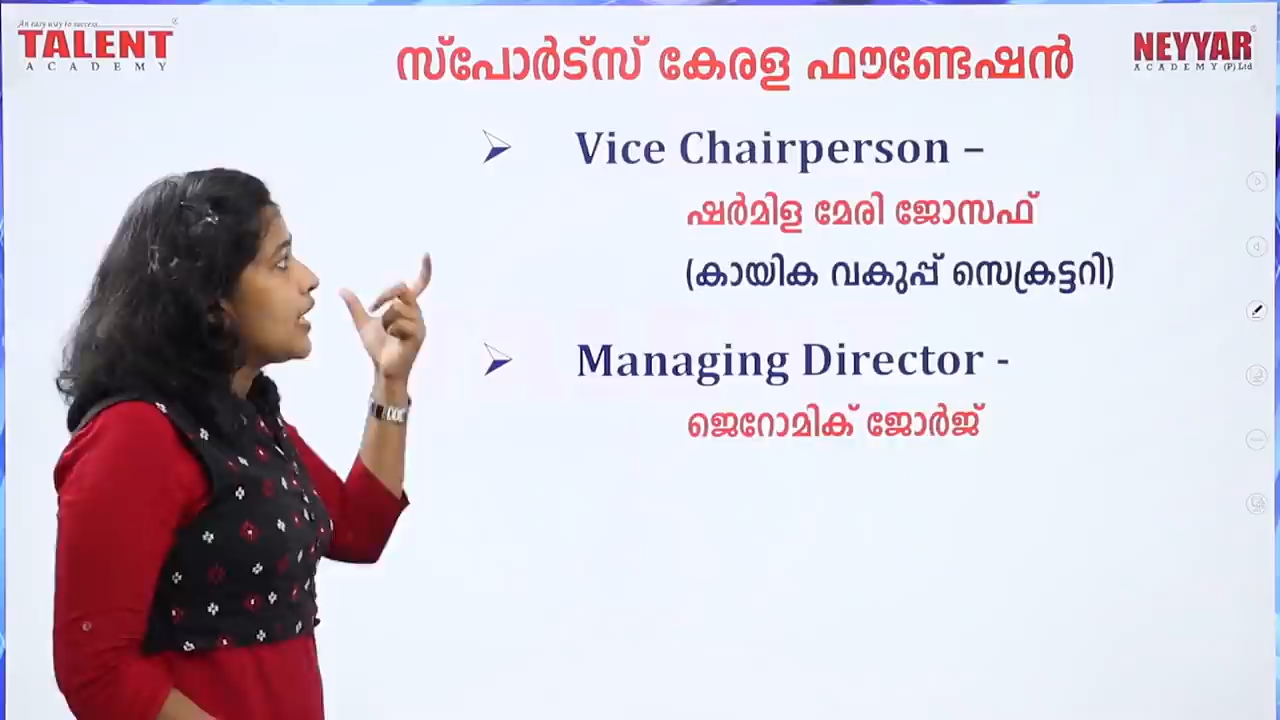 An easy way to success...
TALENT
ACADEMY
സ്പോർട്സ് കേരള ഫൗണ്ടേഷൻ
NEYYAR
ACADEMY (P) Ltd
Vice Chairperson –
ഷർമിള മേരി ജോസഫ്
(കായിക വകുപ്പ് സെക്രട്ടറി)
Managing Director -
ജെറോമിക് ജോർജ്